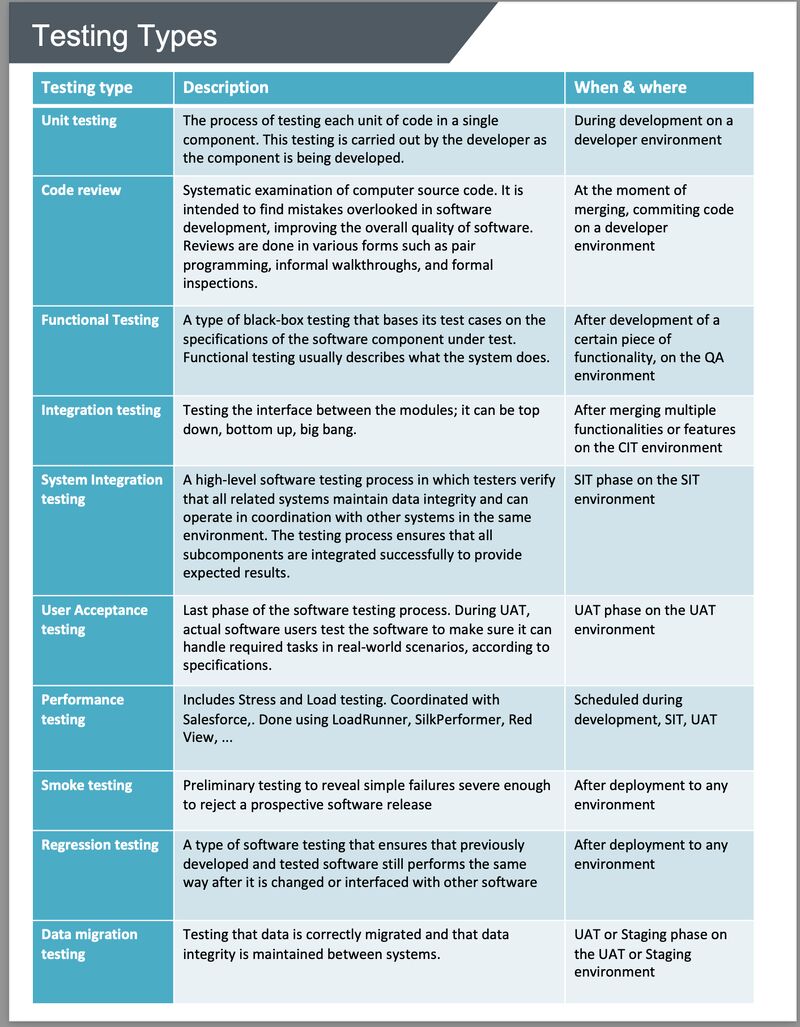 Testing Types
Testing type
Description
When & where
Unit testing
The process of testing each unit of code in a single
component. This testing is carried out by the developer as
the component is being developed.
During development on a
developer environment
Code review
Systematic examination of computer source code. It is
intended to find mistakes overlooked in software
development, improving the overall quality of software.
Reviews are done in various forms such as pair
programming, informal walkthroughs, and formal
inspections.
At the moment of
merging, commiting code
on a developer
environment
Functional Testing
A type of black-box testing that bases its test cases on the
specifications of the software component under test.
Functional testing usually describes what the system does.
After development of a
certain piece of
functionality, on the QA
environment
Integration testing
Testing the interface between the modules; it can be top
down, bottom up, big bang.
After merging multiple
functionalities or features
on the CIT environment
System Integration
testing
A high-level software testing process in which testers verify
that all related systems maintain data integrity and can
operate in coordination with other systems in the same
environment. The testing process ensures that all
subcomponents are integrated successfully to provide
expected results.
SIT phase on the SIT
environment
User Acceptance
testing
Last phase of the software testing process. During UAT,
actual software users test the software to make sure it can
handle required tasks in real-world scenarios, according to
specifications.
UAT phase on the UAT
environment
Performance
testing
Includes Stress and Load testing. Coordinated with
Salesforce,. Done using LoadRunner, SilkPerformer, Red
View, ...
Scheduled during
development, SIT, UAT
Smoke testing
Preliminary testing to reveal simple failures severe enough
to reject a prospective software release
After deployment to any
environment
Regression testing
A type of software testing that ensures that previously
developed and tested software still performs the same
way after it is changed or interfaced with other software
After deployment to any
environment
Data migration
testing
Testing that data is correctly migrated and that data
integrity is maintained between systems.
UAT or Staging phase on
the UAT or Staging
environment